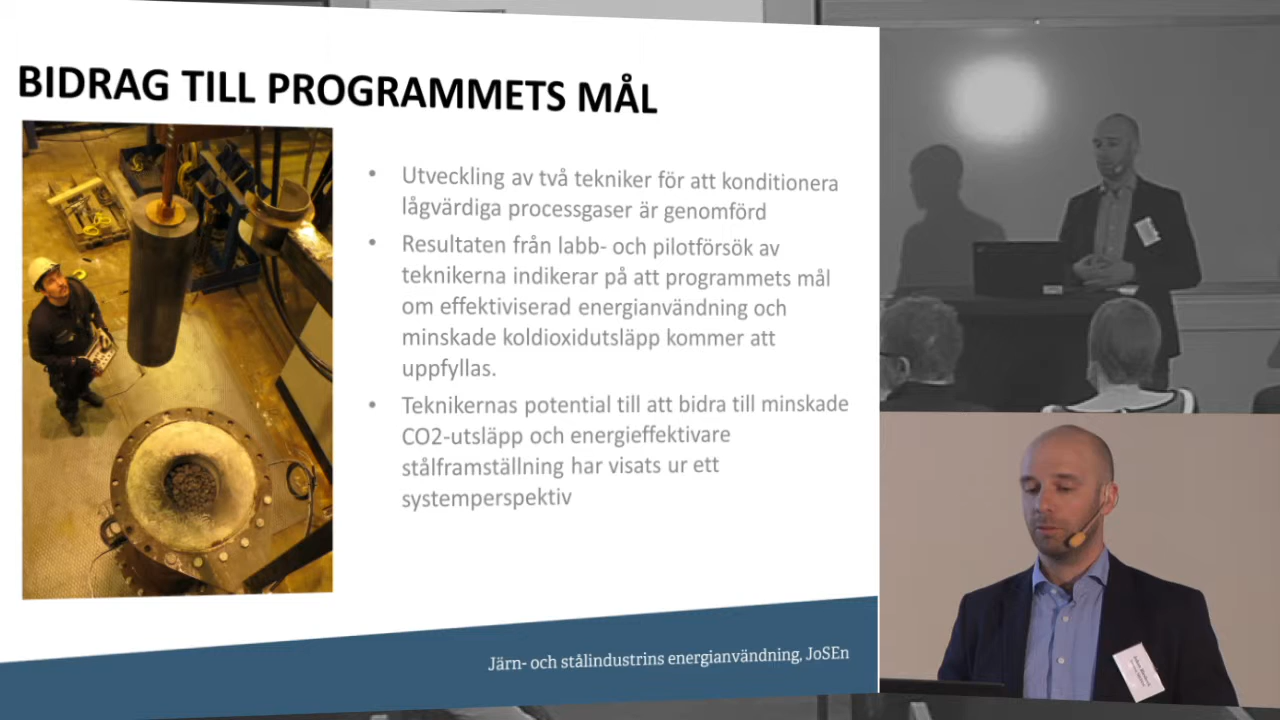 BIDRAG TILL PROGRAMMETS MÅL
• Utveckling av två tekniker för att konditionera
lågvärdiga processgaser är genomförd
• Resultaten från labb- och pilotförsök av
teknikerna indikerar på att programmets mål
om effektiviserad energianvändning och
minskade koldioxidutsläpp kommer att
uppfyllas.
• Teknikernas potential till att bidra till minskade
CO2-utsläpp och energieffektivare
stålframställning har visats ur ett
systemperspektiv
Järn- och stålindustrins energianvändning, JoSEn